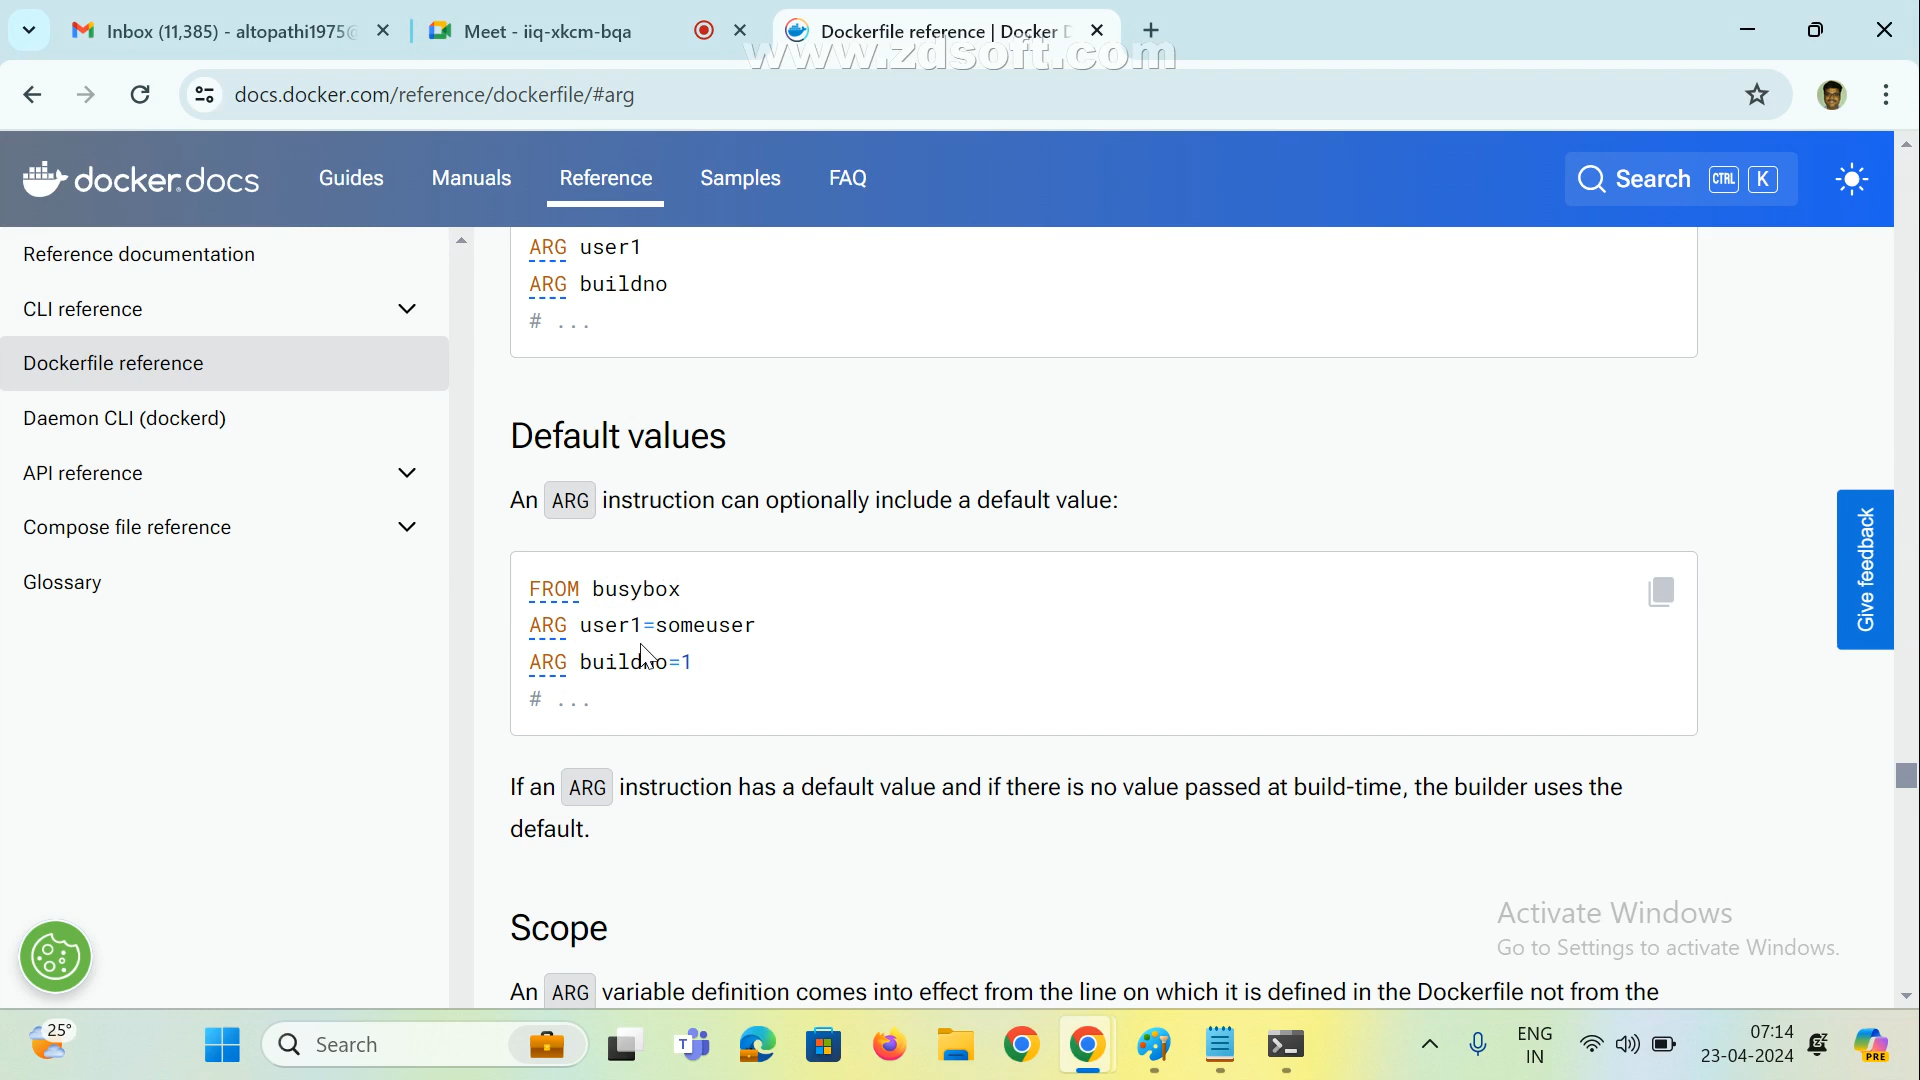 Inbox (11,385) - altopathi1975@
Meet - iiq-xkcm-bqa
Dockerfile reference | Docker D
www.zdsoft.com
docs.docker.com/reference/dockerfile/#arg
docker.docs
Guides
Manuals
Reference
Samples
FAQ
Search CTRL K
Reference documentation
CLI reference
Dockerfile reference
Daemon CLI (dockerd)
API reference
Compose file reference
Glossary
ARG user1
ARG buildno
# ...
Default values
An ARG instruction can optionally include a default value:
FROM busybox
ARG user1=someuser
ARG buildno=1
# ...
If an ARG instruction has a default value and if there is no value passed at build-time, the builder uses the
default.
Scope
An ARG variable definition comes into effect from the line on which it is defined in the Dockerfile not from the
Give feedback
Activate Windows
Go to Settings to activate Windows.
25°
Search
ENG
IN
07:14
23-04-2024
PRE